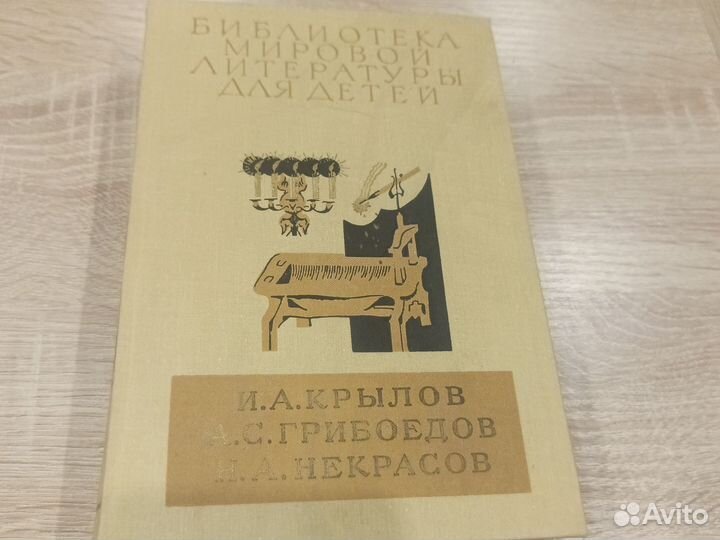 БИБЛИОТЕКА
МИРОВОЙ
ЛИТЕРАТУРЫ
ДЛЯ ДЕТЕЙ
И.А.КРЫЛОВ
А.С.ГРИБОЕДОВ
Н.А.НЕКРАСОВ
Avito